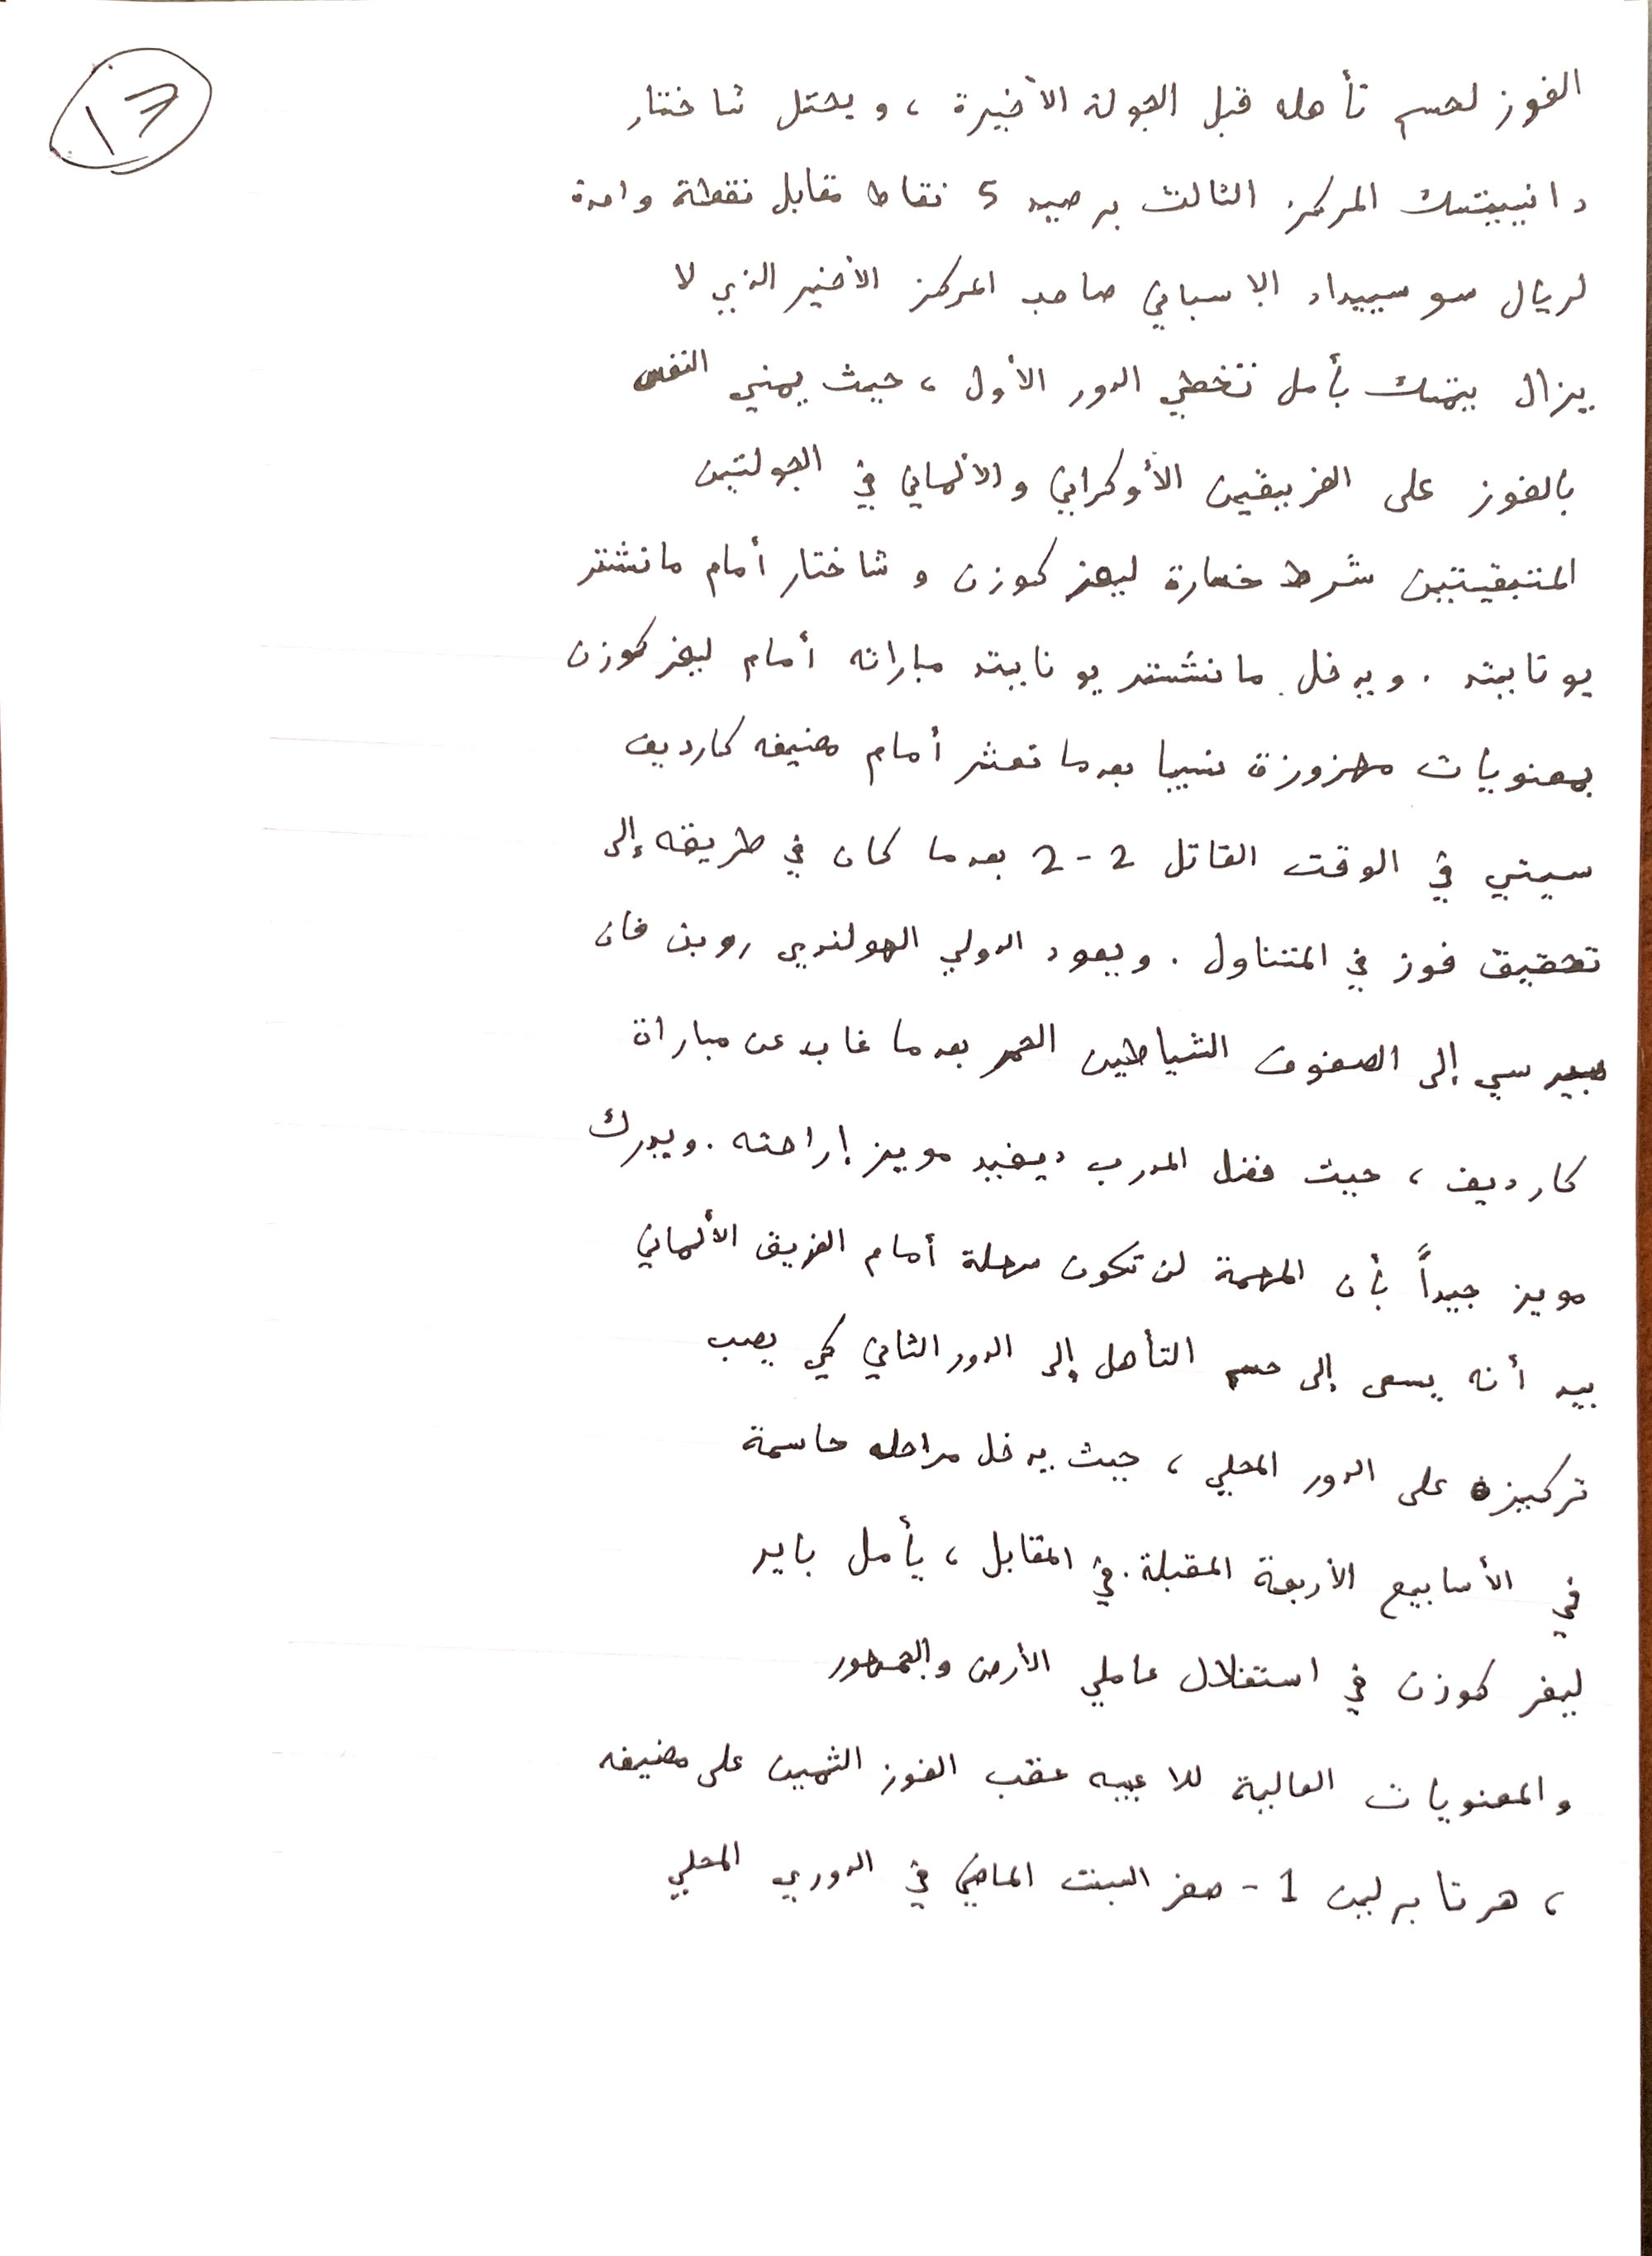 الفوز لحسم تأهله قبل الجولة الأخيرة ، ويحتل شاختار
دانييتسك المركز الثالث برصيد 5 نقاط مقابل نقطة واحدة
لريال سوسييداد الاسباني صاحب المركز الأخير الذي لا
يزال يتمسك بأمل تخطي الدور الأول ، حيث يمني النفس
بالفوز على الفريقين الأوكراني والألماني في الجولتين
المتبقيتين شرط خسارة ليفركوزن و شاختار أمام مانشستر
يونايتد . ويدخل مانشستر يونايتد مباراته أمام ليفركوزن
بمعنويات مهزوزة نسبيا بعدما تعثر أمام مضيفه كارديف
سيتي في الوقت القاتل 2 - 2 بعدما كان في طريقه إلى
تحقيق فوز في المتناول . ويعود الدولي الهولندي روبن فان
بيرسي إلى الصفوف الشياطين الحمر بعدما غاب عن مباراة
كارديف ، حيث فضل المدرب ديفيد مويز إراحته . ويدرك
مويز جيداً بأن المهمة لن تكون سهلة أمام الفريق الألماني
بيد أنه يسعى إلى حسم التأهل إلى الدور الثاني كي يصب
تركيزه على الدور المحلي ، حيث يدخل مراحله حاسمة
في الأسابيع الأربعة المقبلة . في المقابل ، يأمل باير
ليفركوزن في استغلال عاملي الأرض والجمهور
والمعنويات العالية للاعبيه عقب الفوز الثمين على مضيفه
، هرتا برلين 1 - صفر السبت الماضي في الدوري المحلي